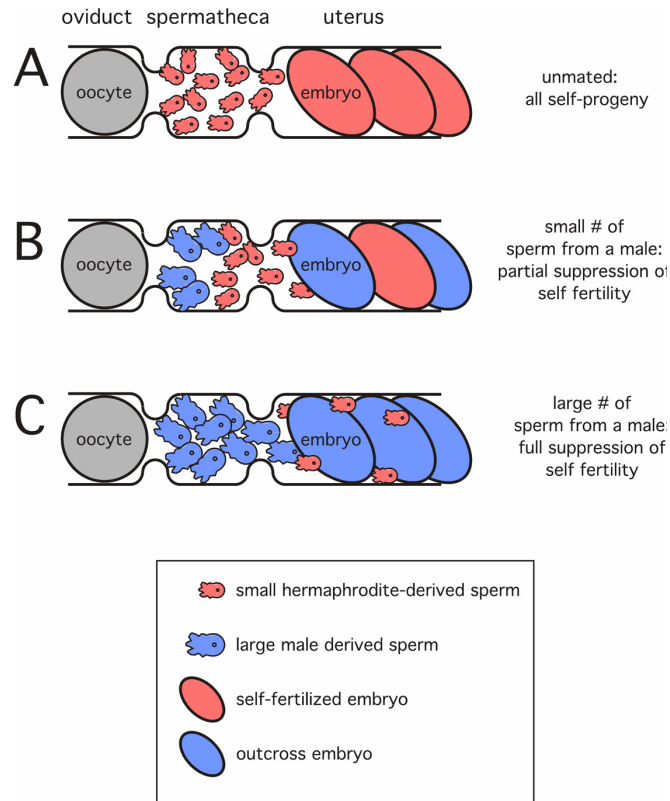 oviduct spermatheca uterus
A
oocyte
embryo
unmated:
all self-progeny
B
oocyte
embryo
small # of
sperm from a male:
partial suppression of
self fertility
C
oocyte
embryo
large # of
sperm from a male:
full suppression of
self fertility
small hermaphrodite-derived sperm
large male derived sperm
self-fertilized embryo
outcross embryo